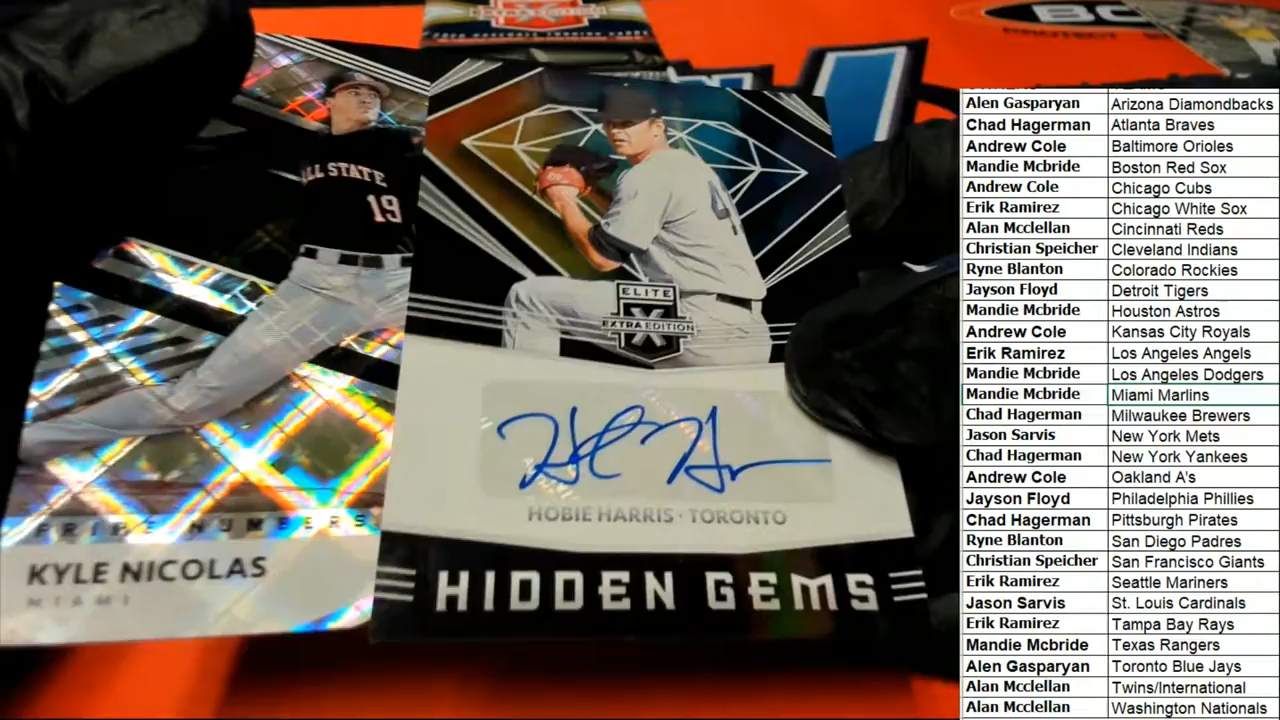 EXTRA EDITION
BC
PROTECT
ALL STATE
19
4
ELITE
X
EXTRA EDITION
HOBIE HARRIS · TORONTO
HIDDEN GEMS
PRIME NUMBERS
KYLE NICOLAS
MIAMI
Alen Gasparyan Arizona Diamondbacks
Chad Hagerman Atlanta Braves
Andrew Cole Baltimore Orioles
Mandie Mcbride Boston Red Sox
Andrew Cole Chicago Cubs
Erik Ramirez Chicago White Sox
Alan Mcclellan Cincinnati Reds
Christian Speicher Cleveland Indians
Ryne Blanton Colorado Rockies
Jayson Floyd Detroit Tigers
Mandie Mcbride Houston Astros
Andrew Cole Kansas City Royals
Erik Ramirez Los Angeles Angels
Mandie Mcbride Los Angeles Dodgers
Mandie Mcbride Miami Marlins
Chad Hagerman Milwaukee Brewers
Jason Sarvis New York Mets
Chad Hagerman New York Yankees
Andrew Cole Oakland A's
Jayson Floyd Philadelphia Phillies
Chad Hagerman Pittsburgh Pirates
Ryne Blanton San Diego Padres
Christian Speicher San Francisco Giants
Erik Ramirez Seattle Mariners
Jason Sarvis St. Louis Cardinals
Erik Ramirez Tampa Bay Rays
Mandie Mcbride Texas Rangers
Alen Gasparyan Toronto Blue Jays
Alan Mcclellan Twins/International
Alan Mcclellan Washington Nationals